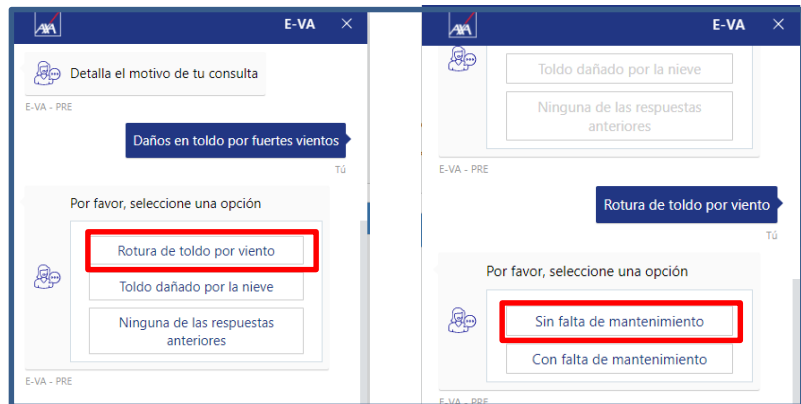 AXA
E-VA
Detalla el motivo de tu consulta
E-VA - PRE
Daños en toldo por fuertes vientos
Tú
Por favor, seleccione una opción
Rotura de toldo por viento
Toldo dañado por la nieve
Ninguna de las respuestas
anteriores
E-VA - PRE
AXA
E-VA
Toldo dañado por la nieve
Ninguna de las respuestas
anteriores
E-VA - PRE
Rotura de toldo por viento
Tú
Por favor, seleccione una opción
Sin falta de mantenimiento
Con falta de mantenimiento
E-VA - PRE